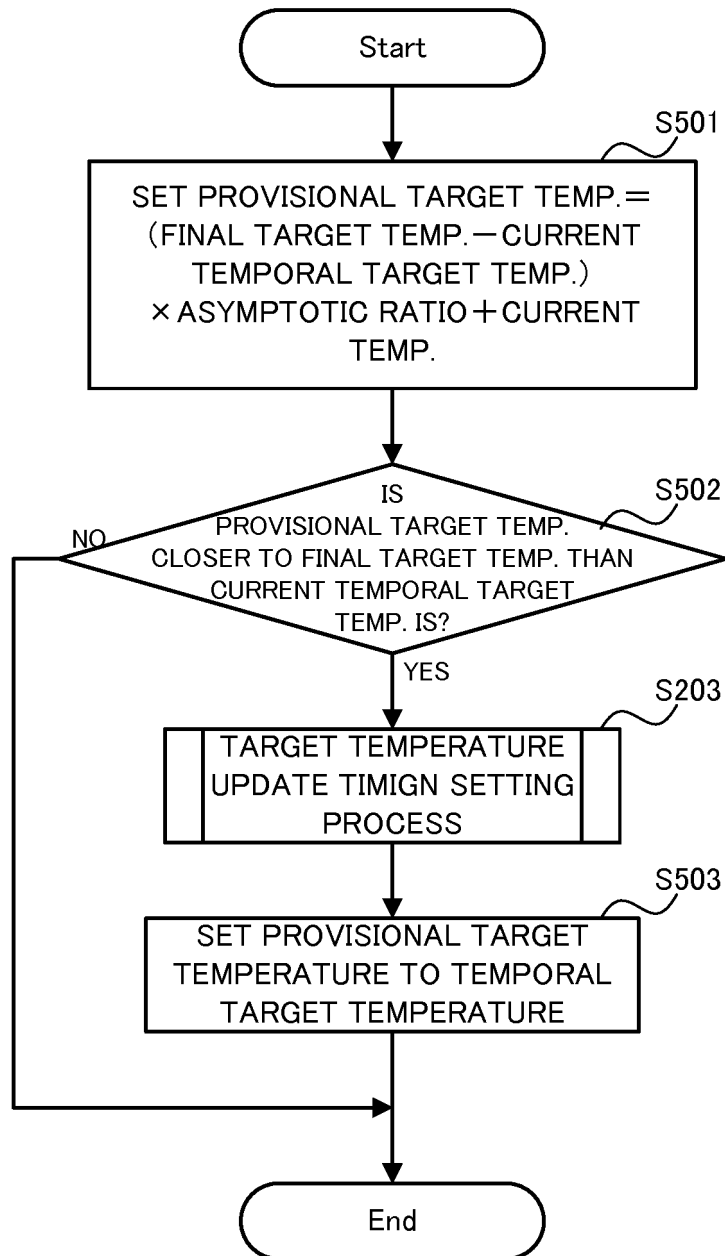 Start
S501
SET PROVISIONAL TARGET TEMP.=
(FINAL TARGET TEMP.−CURRENT
TEMPORAL TARGET TEMP.)
×ASYMPTOTIC RATIO+CURRENT
TEMP.
S502
IS
PROVISIONAL TARGET TEMP.
CLOSER TO FINAL TARGET TEMP. THAN
CURRENT TEMPORAL TARGET
TEMP. IS?
NO
YES
S203
TARGET TEMPERATURE
UPDATE TIMIGN SETTING
PROCESS
S503
SET PROVISIONAL TARGET
TEMPERATURE TO TEMPORAL
TARGET TEMPERATURE
End